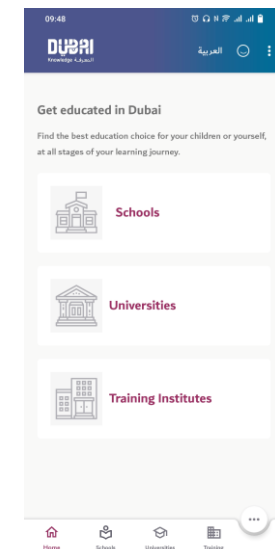 09:48
DUBAI
Knowledge المعرفة
العربية
Get educated in Dubai
Find the best education choice for your children or yourself,
at all stages of your learning journey.
Schools
Universities
Training Institutes
Home Schools Universities Training